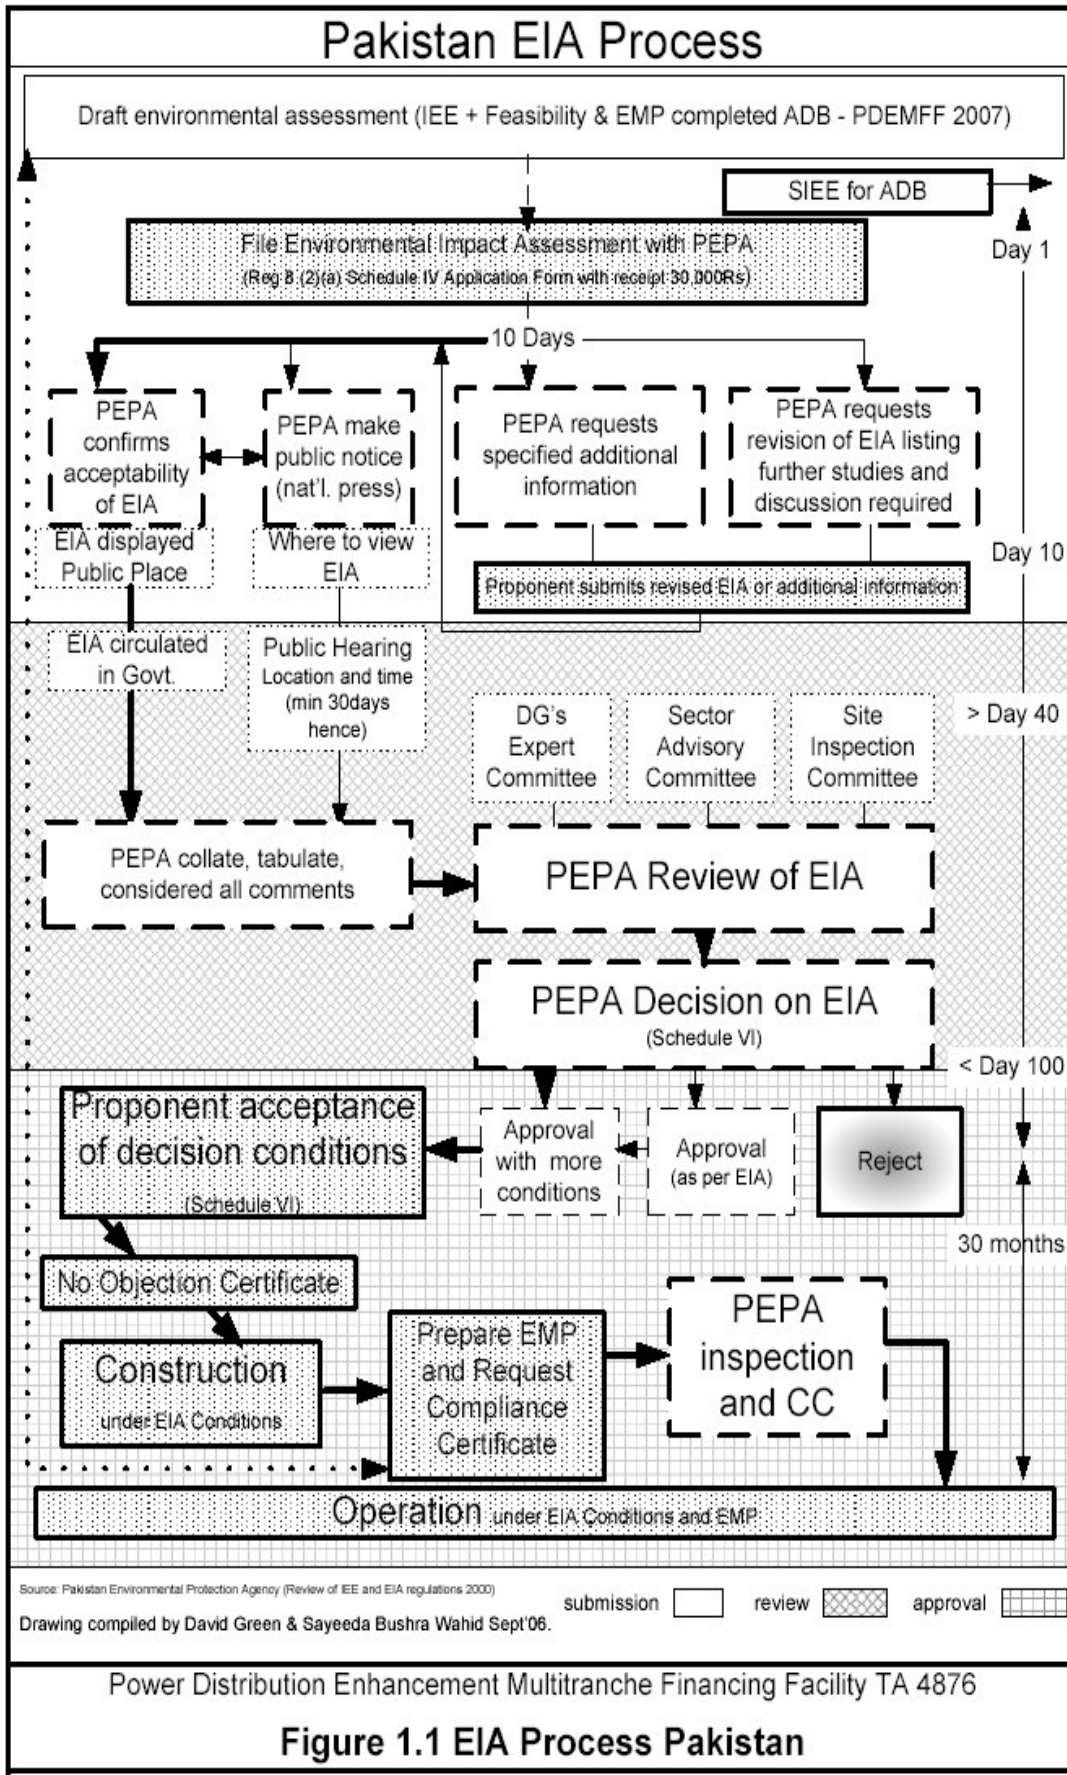 Pakistan EIA Process
Draft environmental assessment (IEE + Feasibility & EMP completed ADB - PDEMFF 2007)
SIEE for ADB
File Environmental Impact Assessment with PEPA
(Reg 8 (2)(a) Schedule IV Application Form with receipt 30,000Rs)
Day 1
10 Days
PEPA
confirms
acceptability
of EIA
PEPA make
public notice
(nat'l. press)
PEPA requests
specified additional
information
PEPA requests
revision of EIA listing
further studies and
discussion required
EIA displayed
Public Place
Where to view
EIA
Day 10
Proponent submits revised EIA or additional information
EIA circulated
in Govt.
Public Hearing
Location and time
(min 30days
hence)
DG's
Expert
Committee
Sector
Advisory
Committee
Site
Inspection
Committee
> Day 40
PEPA collate, tabulate,
considered all comments
PEPA Review of EIA
PEPA Decision on EIA
(Schedule VI)
< Day 100
Proponent acceptance
of decision conditions
(Schedule VI)
Approval
with more
conditions
Approval
(as per EIA)
Reject
30 months
No Objection Certificate
Construction
under EIA Conditions
Prepare EMP
and Request
Compliance
Certificate
PEPA
inspection
and CC
Operation under EIA Conditions and EMP
Source: Pakistan Environmental Protection Agency (Review of IEE and EIA regulations 2000)
Drawing compiled by David Green & Sayeeda Bushra Wahid Sept'06.
submission
review
approval
Power Distribution Enhancement Multitranche Financing Facility TA 4876
Figure 1.1 EIA Process Pakistan